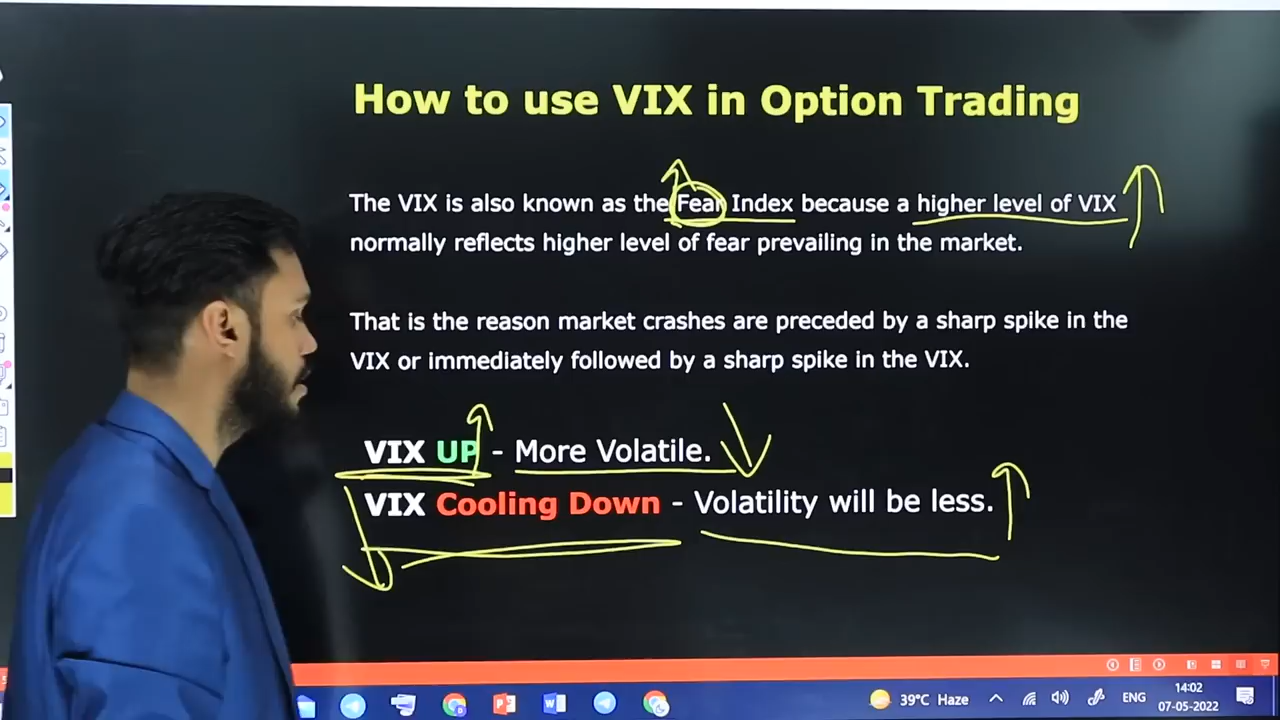 How to use VIX in Option Trading
The VIX is also known as the Fear Index because a higher level of VIX
normally reflects higher level of fear prevailing in the market.
That is the reason market crashes are preceded by a sharp spike in the
VIX or immediately followed by a sharp spike in the VIX.
VIX UP - More Volatile.
VIX Cooling Down - Volatility will be less.
39°C Haze
ENG
14:02
07-05-2022